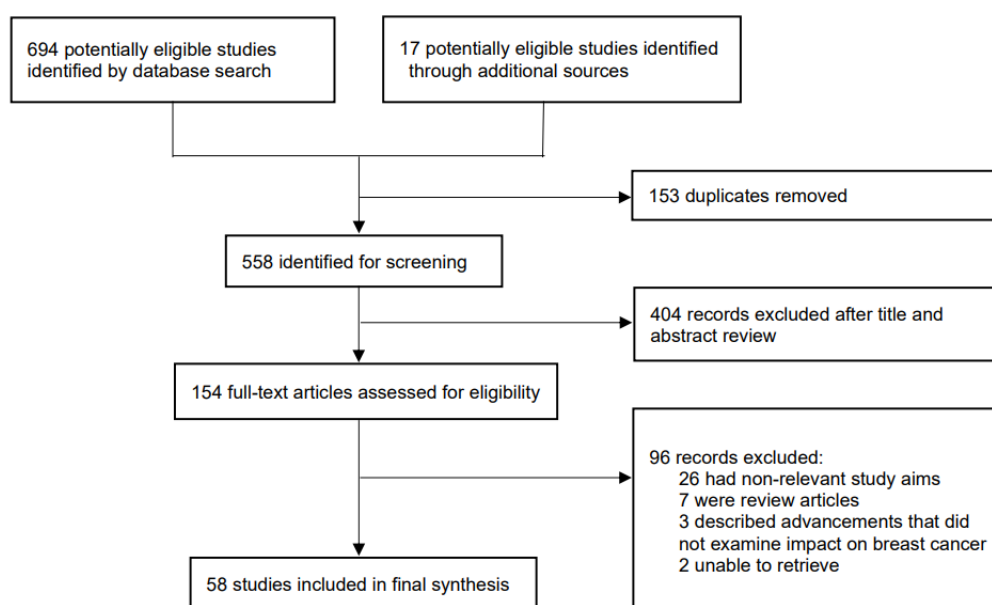 694 potentially eligible studies
identified by database search
17 potentially eligible studies identified
through additional sources
153 duplicates removed
558 identified for screening
404 records excluded after title and
abstract review
154 full-text articles assessed for eligibility
96 records excluded:
26 had non-relevant study aims
7 were review articles
3 described advancements that did
not examine impact on breast cancer
2 unable to retrieve
58 studies included in final synthesis